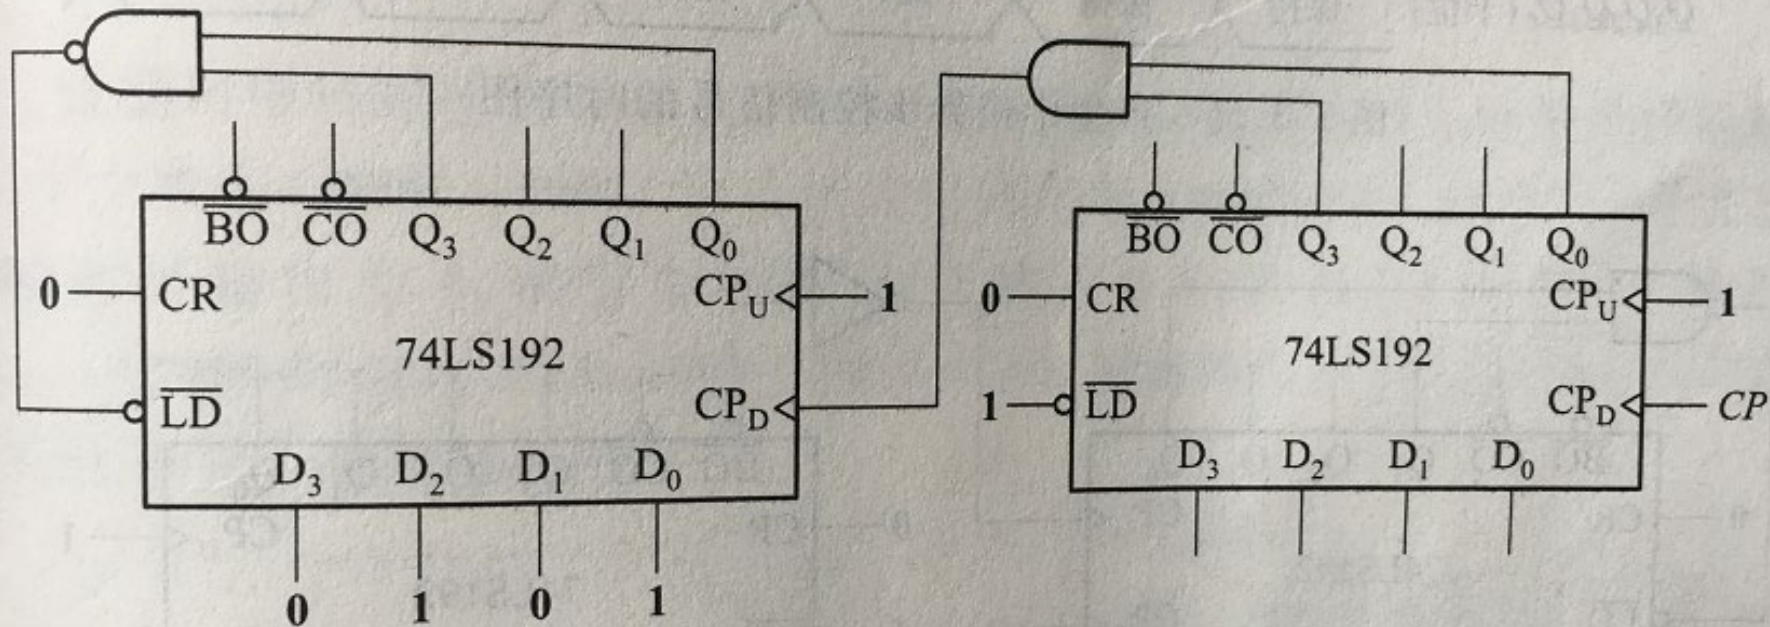 BO CO Q3 Q2 Q1 Q0
0 CR CPU 1
74LS192
LD CPD
D3 D2 D1 D0
0 1 0 1
BO CO Q3 Q2 Q1 Q0
0 CR CPU 1
74LS192
1 LD CPD CP
D3 D2 D1 D0